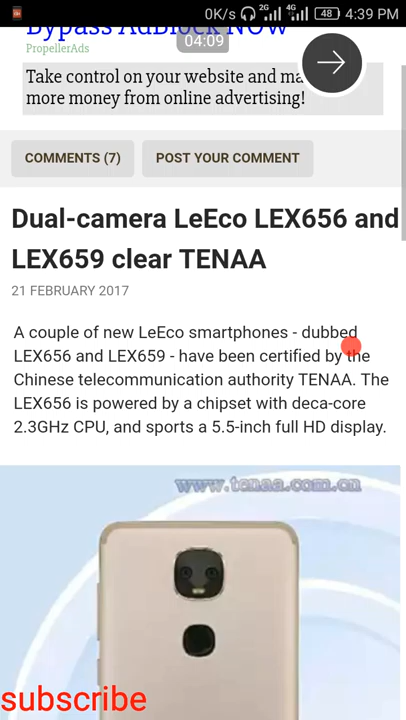 0K/s 2G 4G 48 4:39 PM
Bypass AdBlock NOW
04:09
PropellerAds
Take control on your website and ma
more money from online advertising!
COMMENTS (7) POST YOUR COMMENT
Dual-camera LeEco LEX656 and
LEX659 clear TENAA
21 FEBRUARY 2017
A couple of new LeEco smartphones - dubbed
LEX656 and LEX659 - have been certified by the
Chinese telecommunication authority TENAA. The
LEX656 is powered by a chipset with deca-core
2.3GHz CPU, and sports a 5.5-inch full HD display.
www.tenaa.com.cn
subscribe